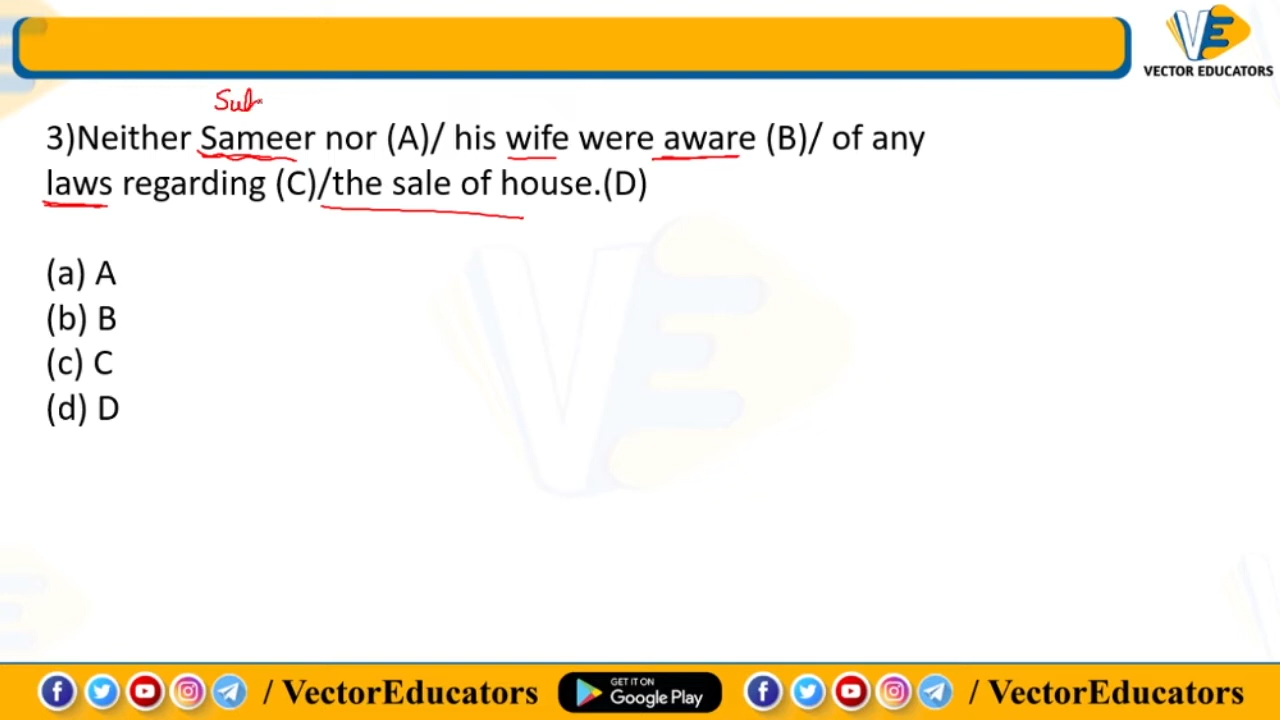 VECTOR EDUCATORS
Sub
3)Neither Sameer nor (A)/ his wife were aware (B)/ of any
laws regarding (C)/the sale of house.(D)
(a) A
(b) B
(c) C
(d) D
/ VectorEducators
GET IT ON
Google Play
/ VectorEducators